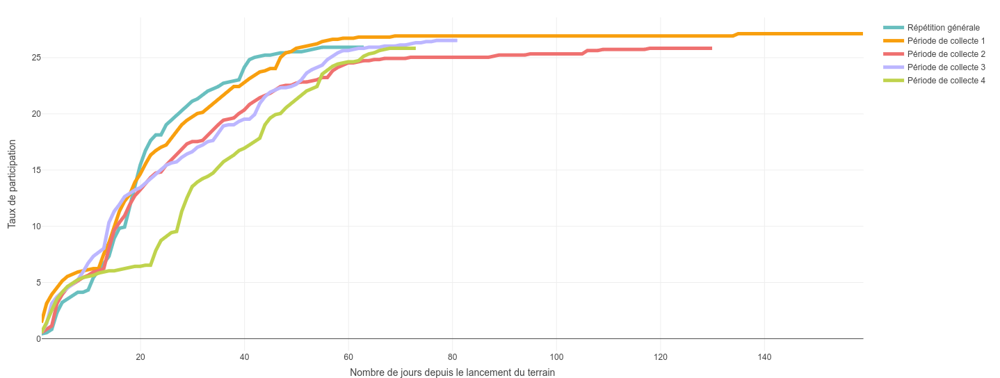 Répétition générale
Période de collecte 1
Période de collecte 2
Période de collecte 3
Période de collecte 4
Taux de participation
25
20
15
10
5
0
20 40 60 80 100 120 140
Nombre de jours depuis le lancement du terrain